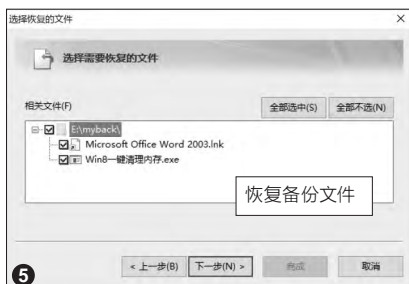 选择恢复的文件
选择需要恢复的文件
相关文件(F)
全部选中(S) 全部不选(N)
E:\myback\
Microsoft Office Word 2003.lnk
Win8一键清理内存.exe
恢复备份文件
< 上一步(B) 下一步(N) > 完成 取消
5